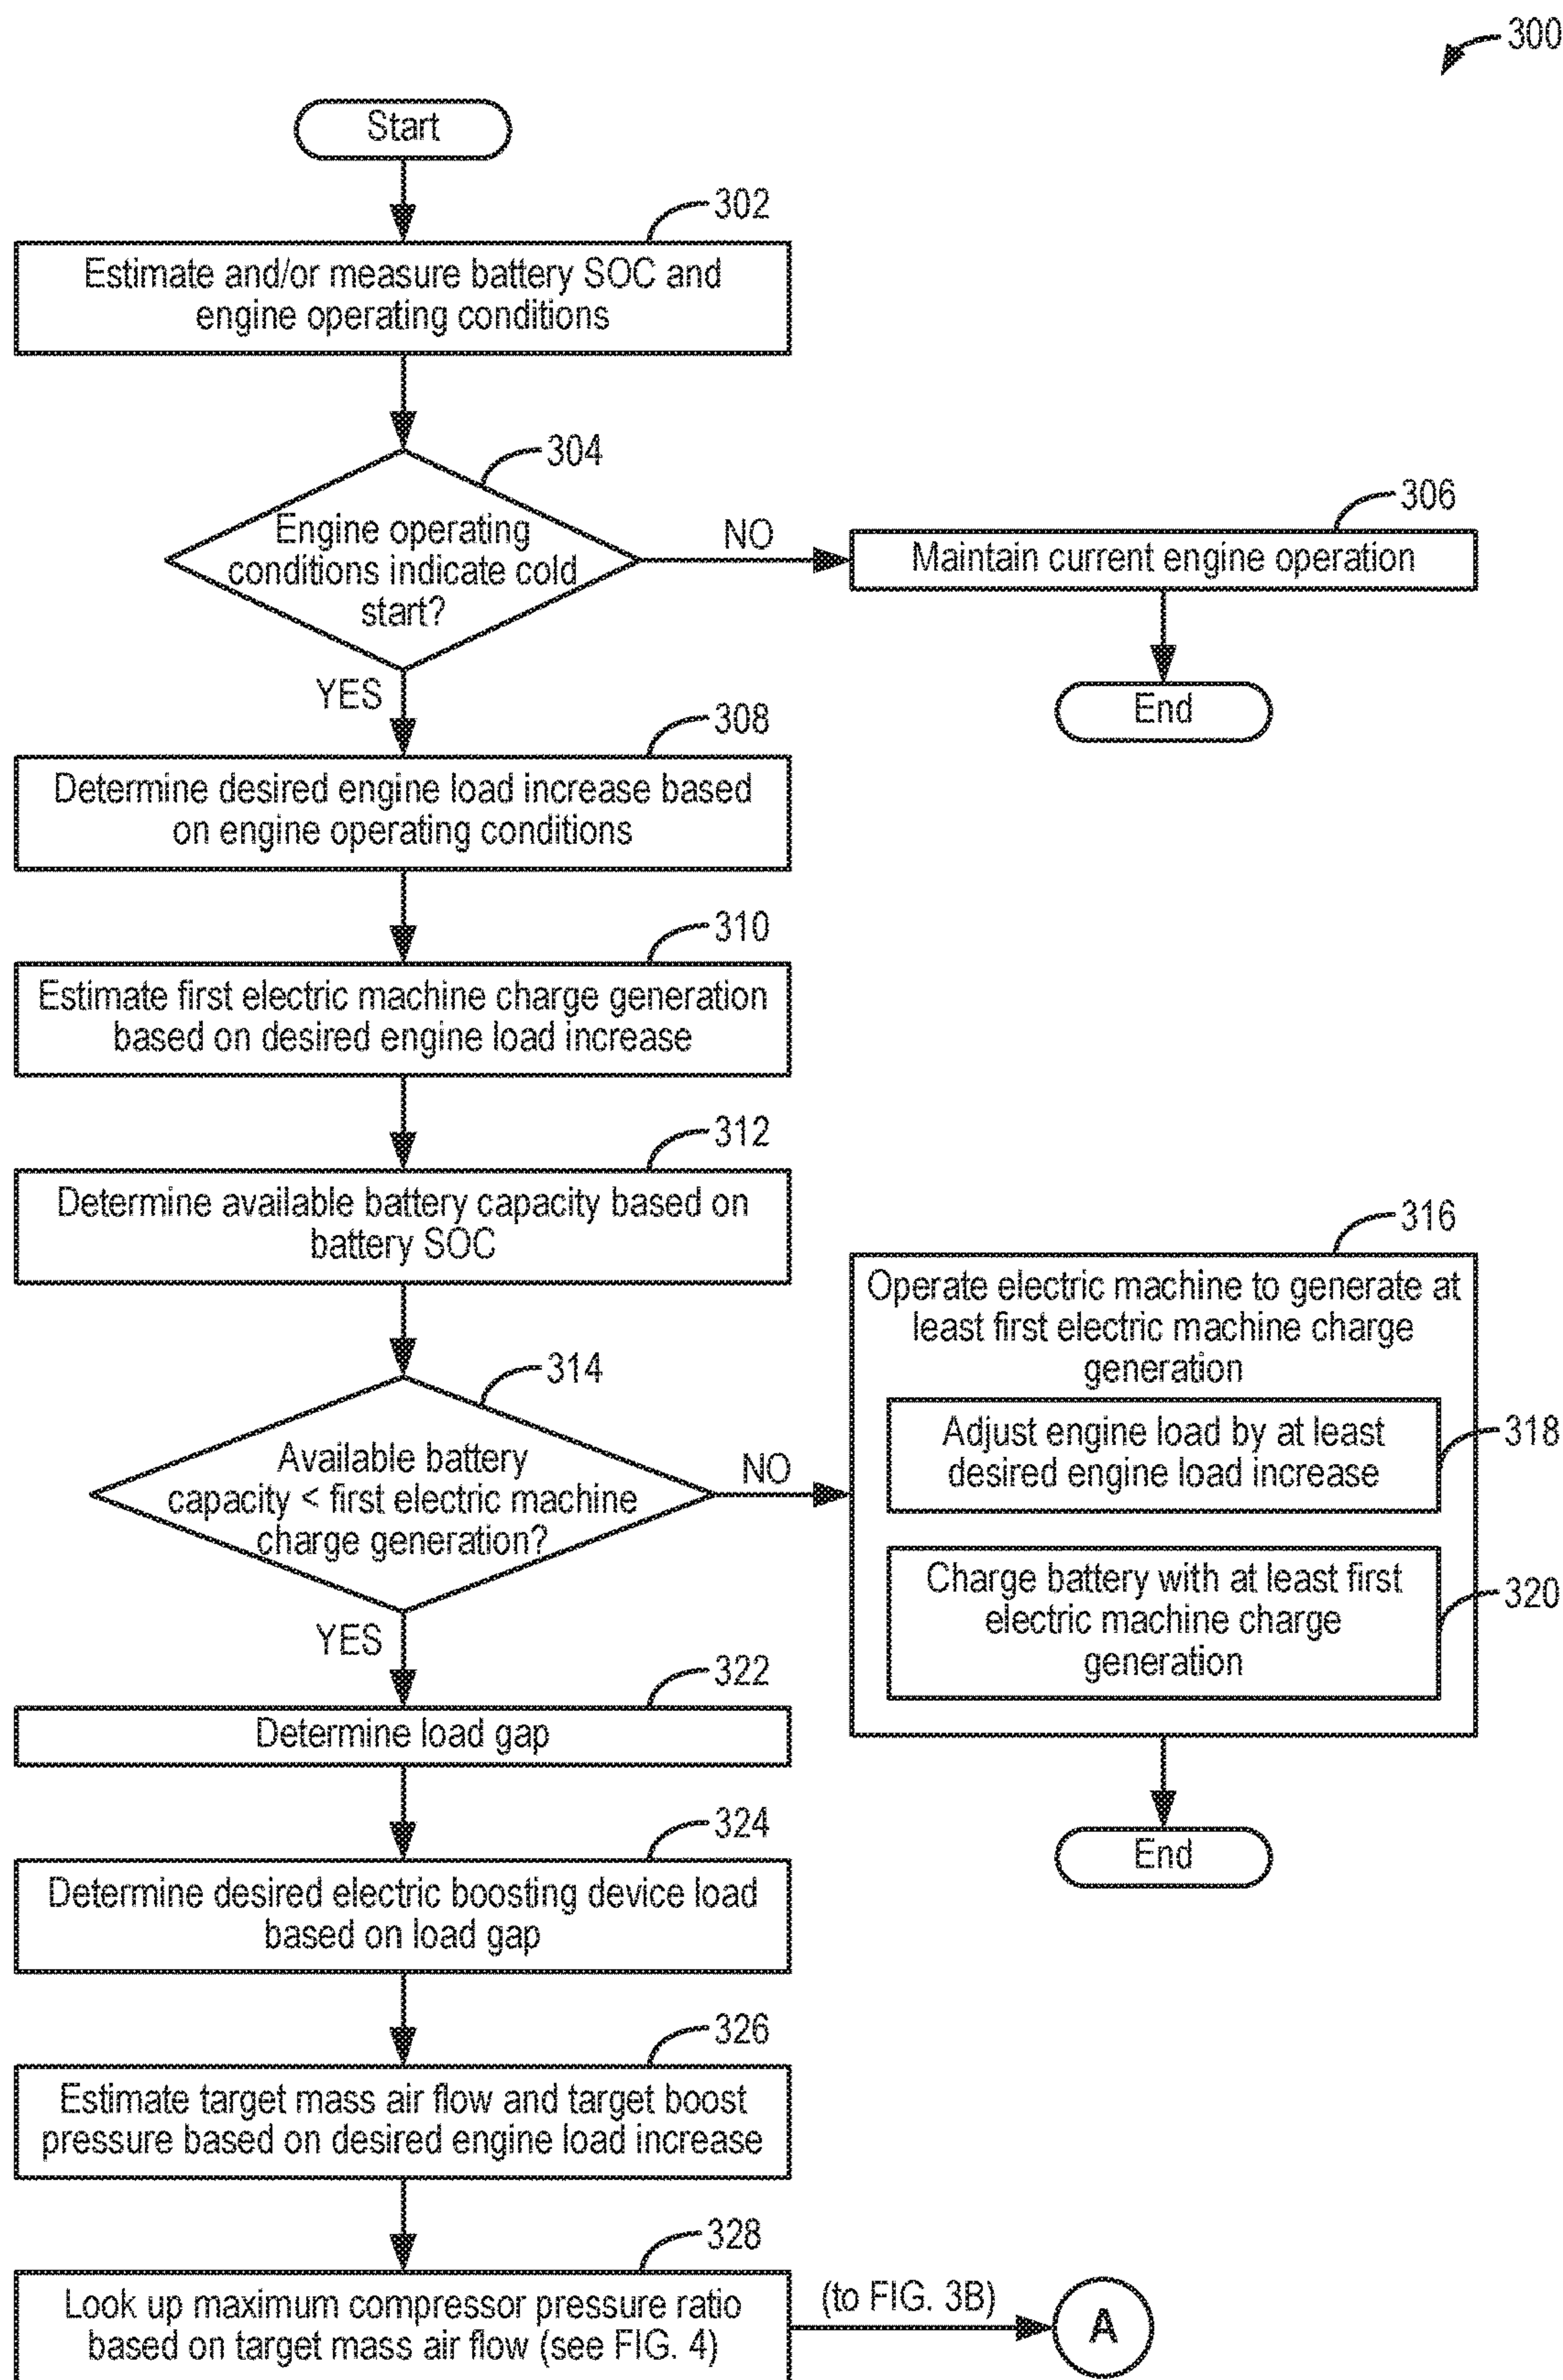 300
Start
302
Estimate and/or measure battery SOC and
engine operating conditions
304
Engine operating
conditions indicate cold
start?
NO
306
Maintain current engine operation
End
YES
308
Determine desired engine load increase based
on engine operating conditions
310
Estimate first electric machine charge generation
based on desired engine load increase
312
Determine available battery capacity based on
battery SOC
314
Available battery
capacity < first electric machine
charge generation?
NO
316
Operate electric machine to generate at
least first electric machine charge
generation
Adjust engine load by at least
desired engine load increase
318
Charge battery with at least first
electric machine charge
generation
320
End
YES
322
Determine load gap
324
Determine desired electric boosting device load
based on load gap
326
Estimate target mass air flow and target boost
pressure based on desired engine load increase
328
Look up maximum compressor pressure ratio
based on target mass air flow (see FIG. 4)
(to FIG. 3B)
A